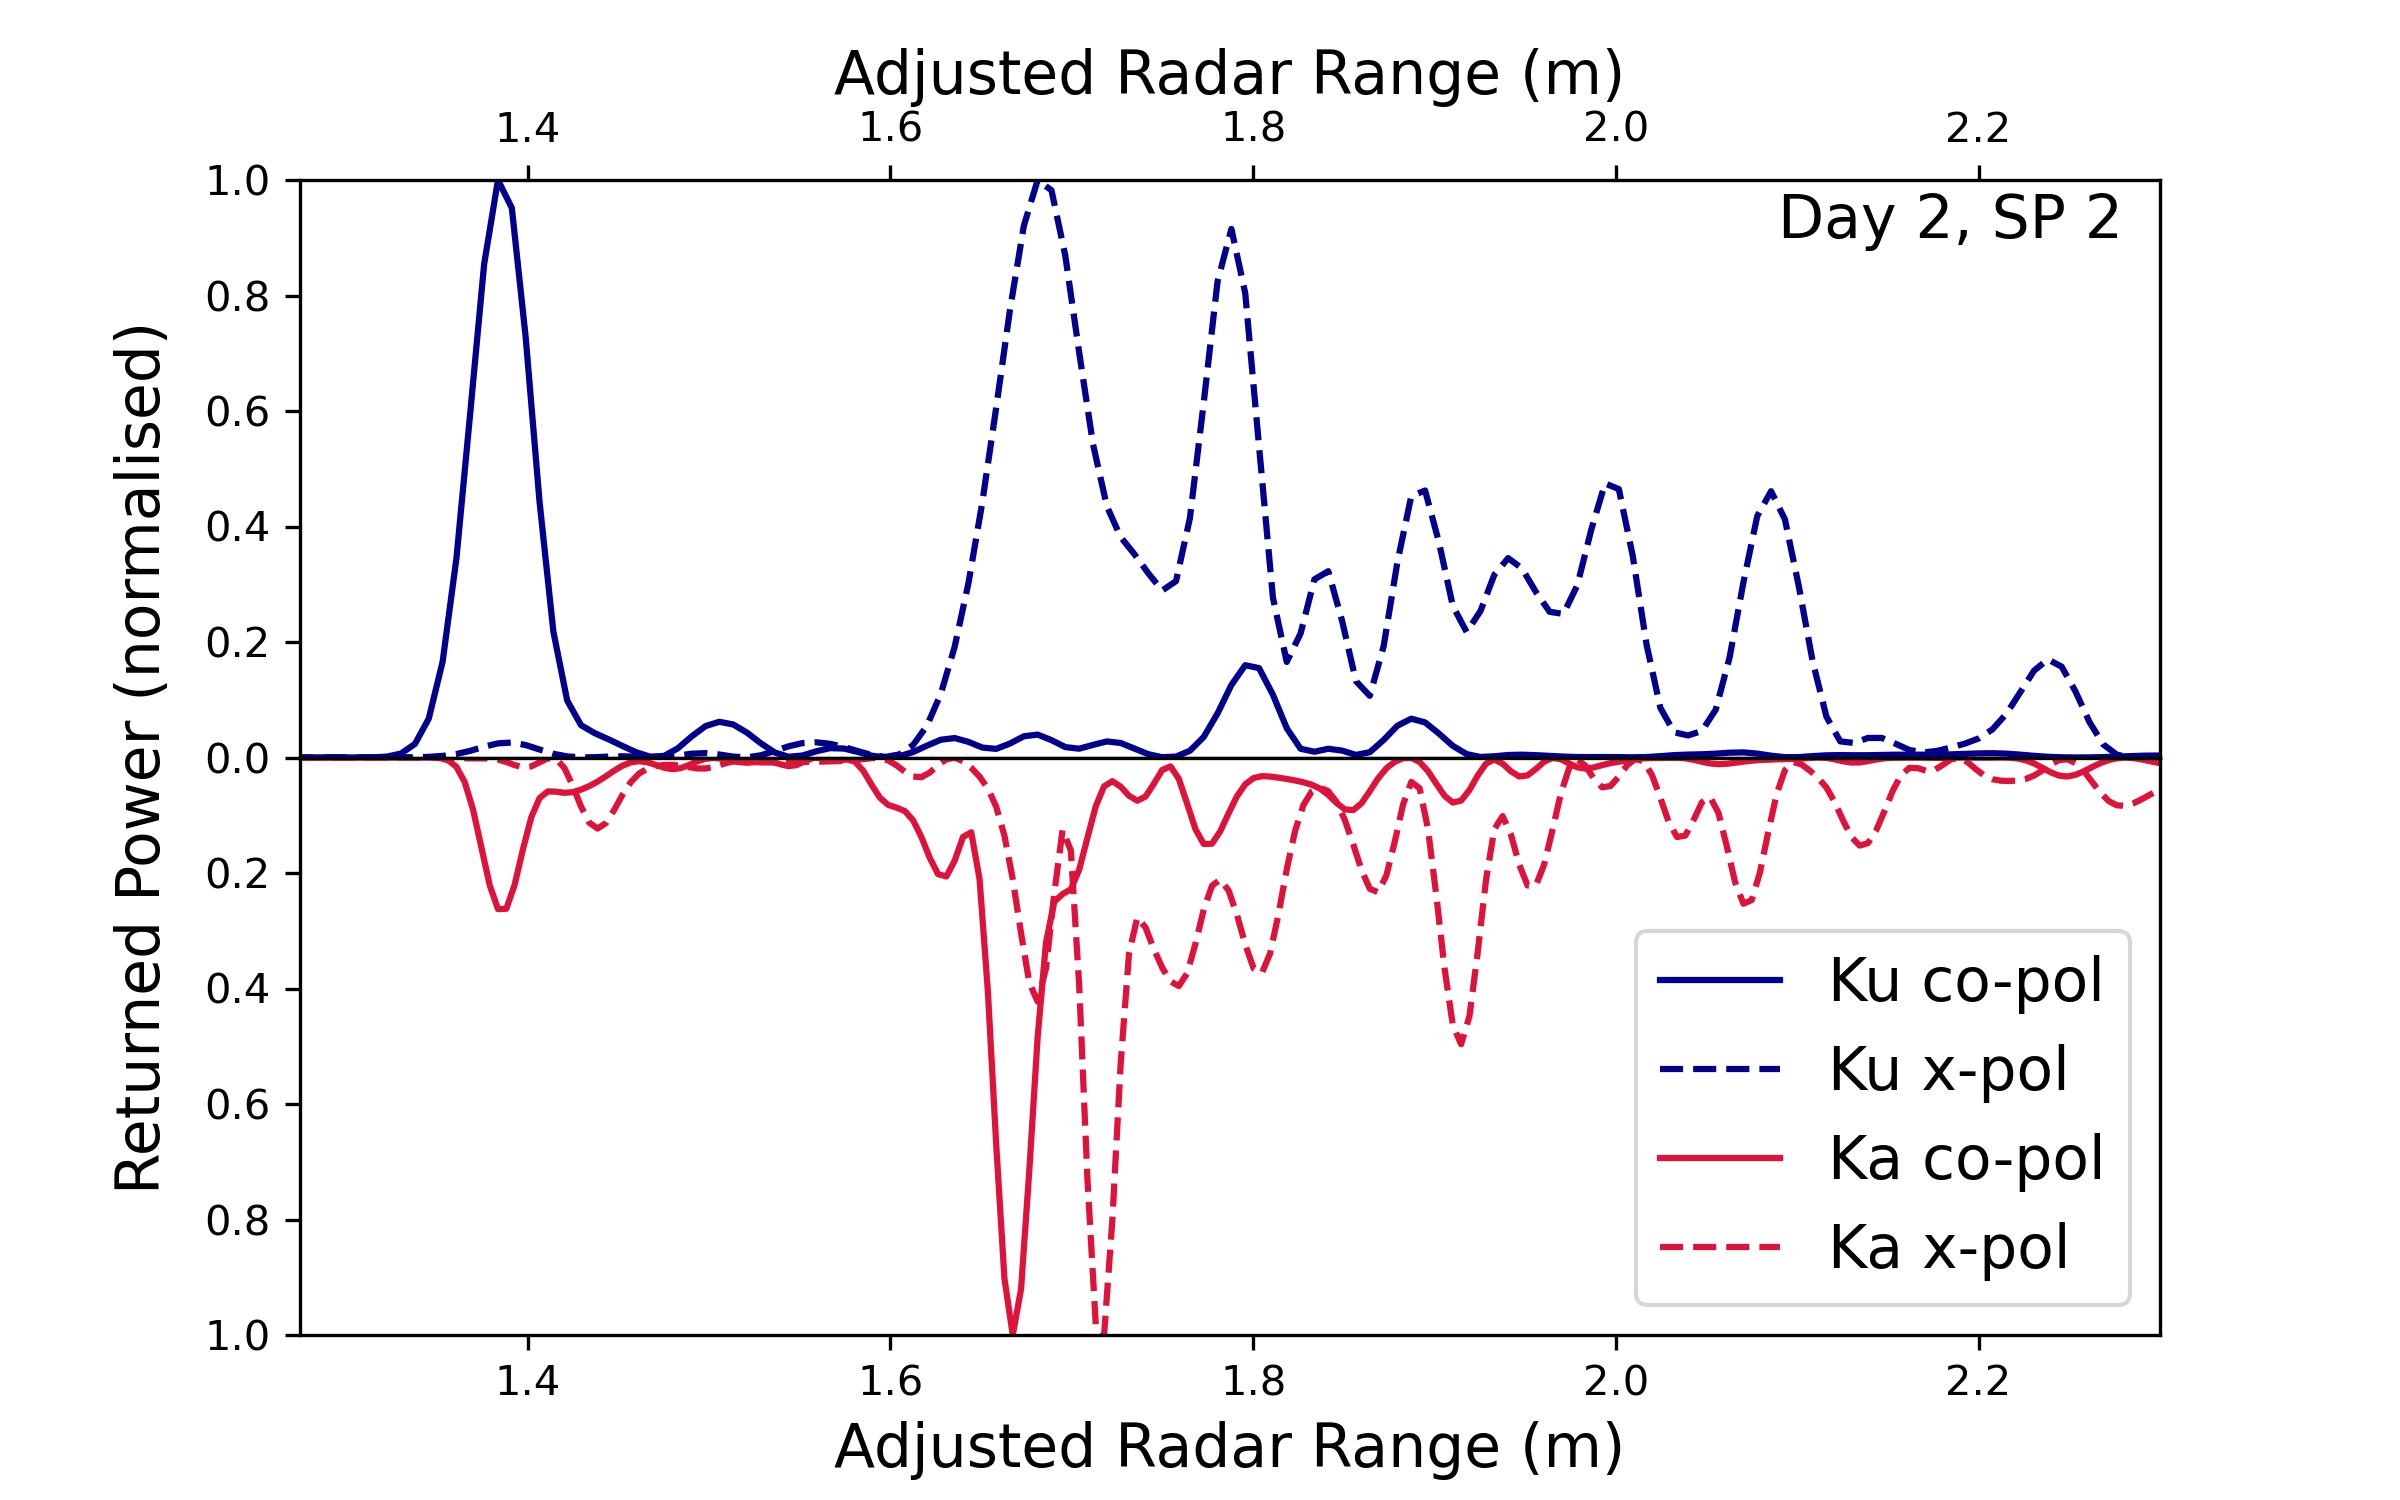 Adjusted Radar Range (m)
1.4 1.6 1.8 2.0 2.2
Day 2, SP 2
Returned Power (normalised)
1.0
0.8
0.6
0.4
0.2
0.0
0.2
0.4
0.6
0.8
1.0
Ku co-pol
Ku x-pol
Ka co-pol
Ka x-pol
1.4 1.6 1.8 2.0 2.2
Adjusted Radar Range (m)